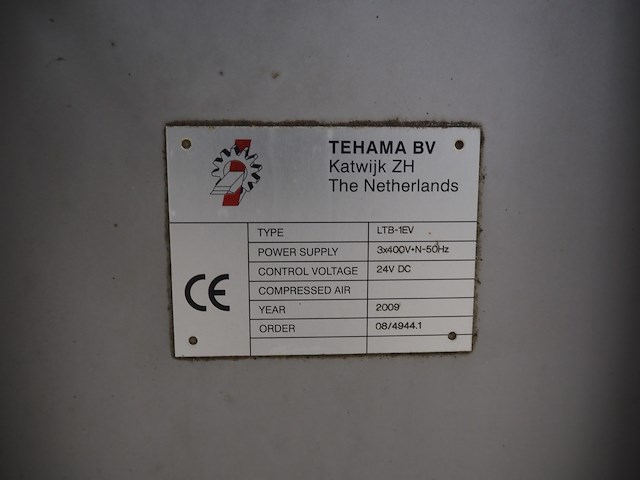 TEHAMA BV
Katwijk ZH
The Netherlands
TYPE LTB-1EV
POWER SUPPLY 3x400V+N-50Hz
CONTROL VOLTAGE 24V DC
COMPRESSED AIR
YEAR 2009
ORDER 08/4944.1
CE